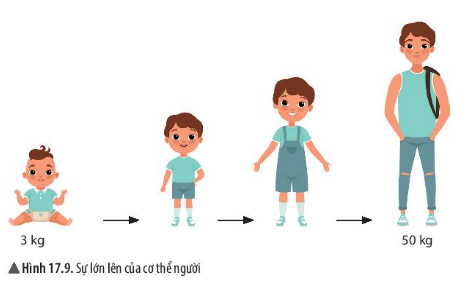 3 kg
50 kg
▲ Hình 17.9. Sự lớn lên của cơ thể người